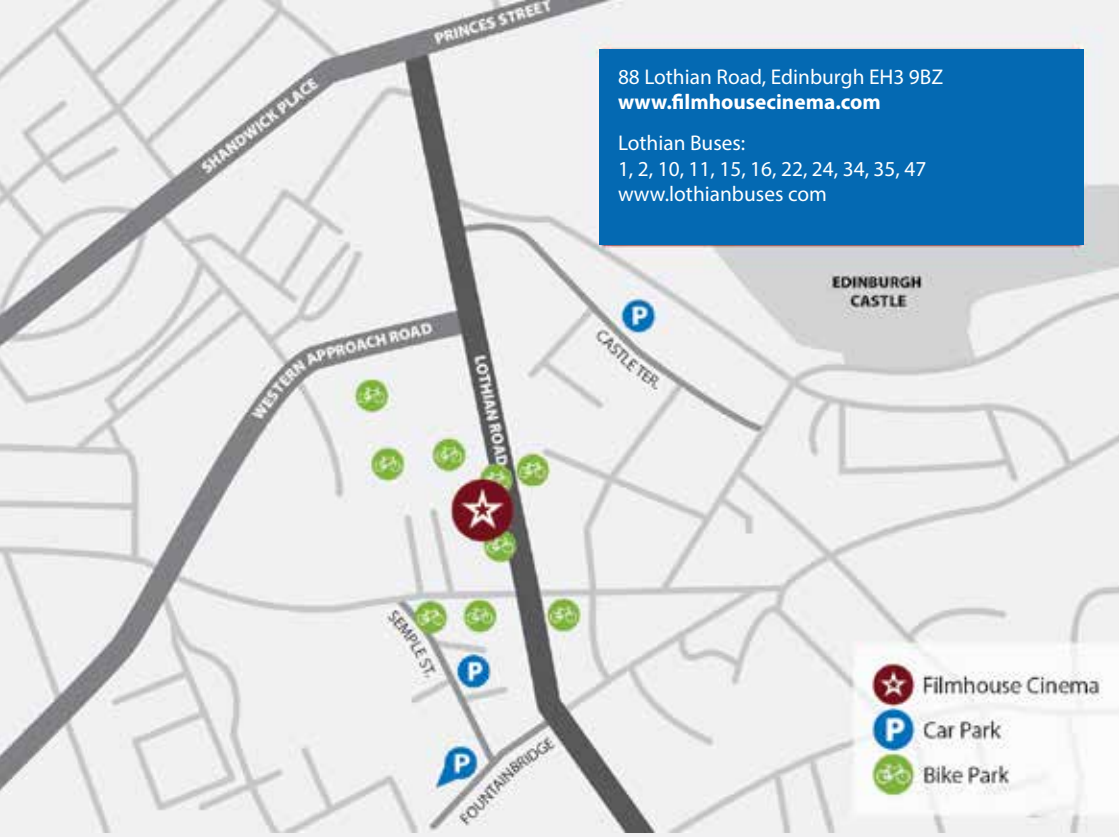 PRINCES STREET
SHANDWICK PLACE
88 Lothian Road, Edinburgh EH3 9BZ
www.filmhousecinema.com
Lothian Buses:
1, 2, 10, 11, 15, 16, 22, 24, 34, 35, 47
www.lothianbuses com
EDINBURGH
CASTLE
P
CASTLE TER.
WESTERN APPROACH ROAD
LOTHIAN ROAD
SEMPLE ST.
P
P
FOUNTAINBRIDGE
Filmhouse Cinema
P Car Park
Bike Park